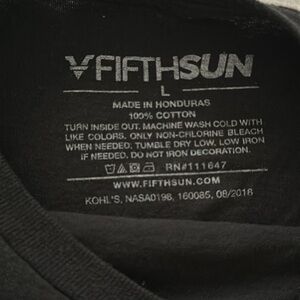 FIFTHSUN
L
MADE IN HONDURAS
100% COTTON
TURN INSIDE OUT. MACHINE WASH COLD WITH
LIKE COLORS. ONLY NON-CHLORINE BLEACH
WHEN NEEDED. TUMBLE DRY LOW. LOW IRON
IF NEEDED. DO NOT IRON DECORATION.
RN#111647
WWW.FIFTHSUN.COM
KOHL'S, NASA0198, 160085, 08/2018